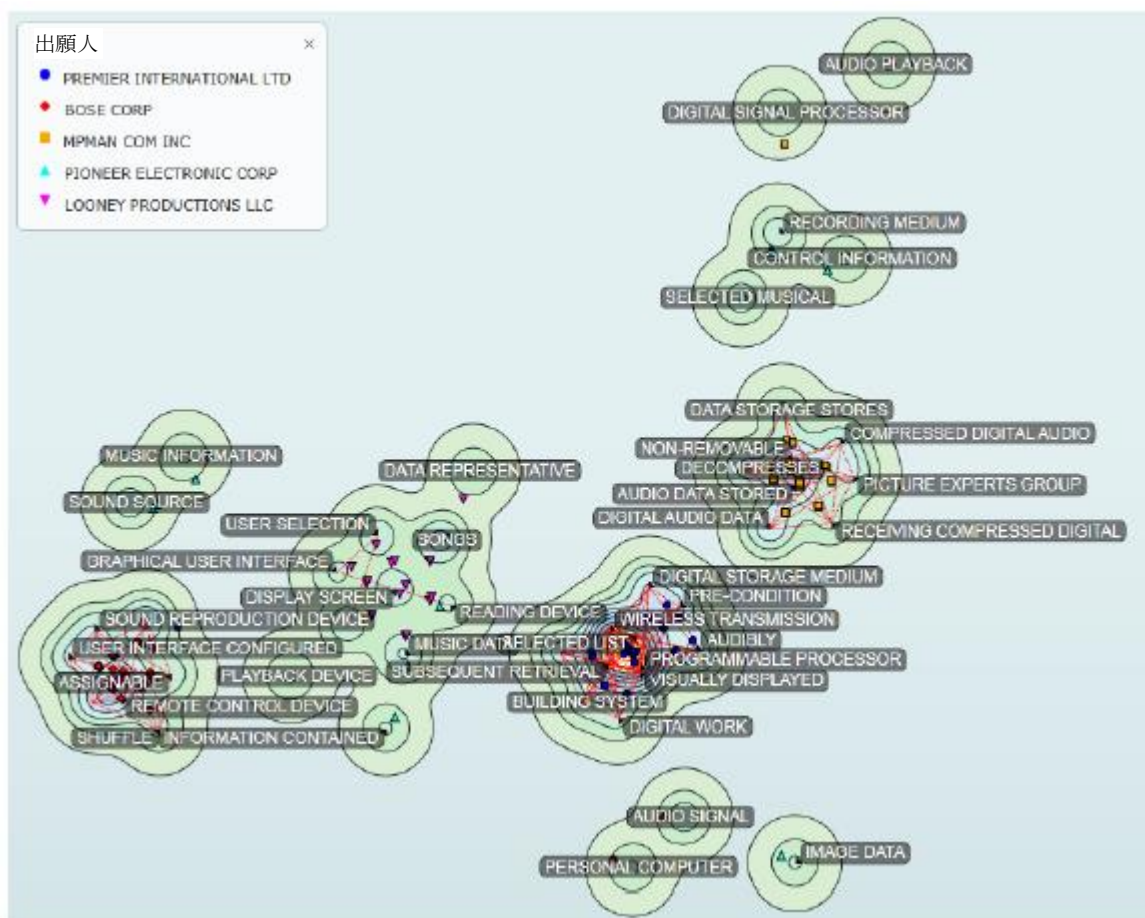 出願人
×
PREMIER INTERNATIONAL LTD
BOSE CORP
MPMAN COM INC
PIONEER ELECTRONIC CORP
LOONEY PRODUCTIONS LLC
AUDIO PLAYBACK
DIGITAL SIGNAL PROCESSOR
RECORDING MEDIUM
CONTROL INFORMATION
SELECTED MUSICAL
DATA STORAGE STORES
COMPRESSED DIGITAL AUDIO
NON-REMOVABLE
DECOMPRESSES
PICTURE EXPERTS GROUP
AUDIO DATA STORED
DIGITAL AUDIO DATA
RECEIVING COMPRESSED DIGITAL
MUSIC INFORMATION
SOUND SOURCE
DATA REPRESENTATIVE
USER SELECTION
SONGS
GRAPHICAL USER INTERFACE
DISPLAY SCREEN
READING DEVICE
DIGITAL STORAGE MEDIUM
PRE-CONDITION
WIRELESS TRANSMISSION
SOUND REPRODUCTION DEVICE
USER INTERFACE CONFIGURED
MUSIC DATA
SELECTED LIST
AUDIBLY
PROGRAMMABLE PROCESSOR
ASSIGNABLE
PLAYBACK DEVICE
SUBSEQUENT RETRIEVAL
VISUALLY DISPLAYED
REMOTE CONTROL DEVICE
BUILDING SYSTEM
SHUFFLE
INFORMATION CONTAINED
DIGITAL WORK
AUDIO SIGNAL
PERSONAL COMPUTER
IMAGE DATA